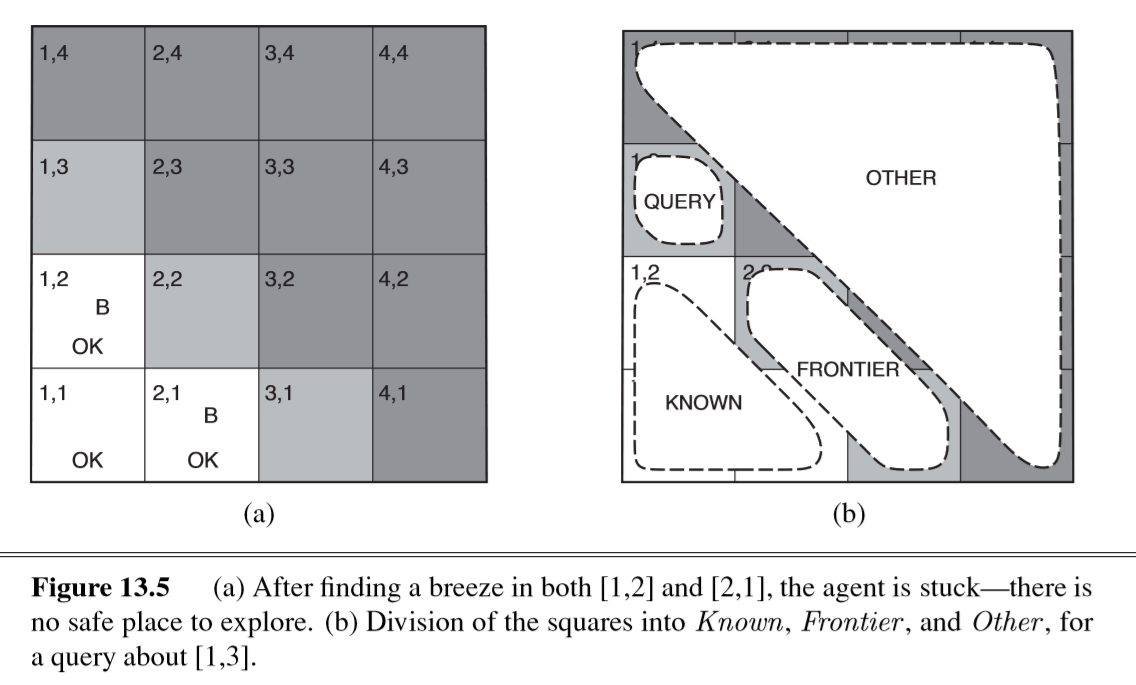 1,4 2,4 3,4 4,4
1,3 2,3 3,3 4,3
1,2 2,2 3,2 4,2
B
OK
1,1 2,1 3,1 4,1
B
OK OK
(a)
OTHER
QUERY
1,2
FRONTIER
KNOWN
(b)
Figure 13.5 (a) After finding a breeze in both [1,2] and [2,1], the agent is stuck—there is
no safe place to explore. (b) Division of the squares into Known, Frontier, and Other, for
a query about [1,3].